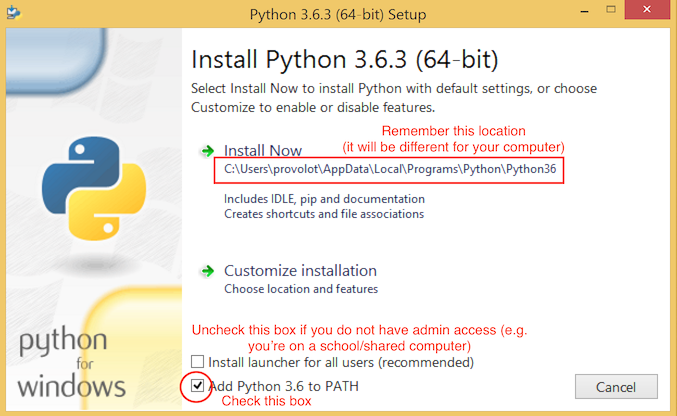 Python 3.6.3 (64-bit) Setup
Install Python 3.6.3 (64-bit)
Select Install Now to install Python with default settings, or choose
Customize to enable or disable features.
Remember this location
(it will be different for your computer)
Install Now
C:\Users\provolot\AppData\Local\Programs\Python\Python36
Includes IDLE, pip and documentation
Creates shortcuts and file associations
Customize installation
Choose location and features
Uncheck this box if you do not have admin access (e.g.
you're on a school/shared computer)
Install launcher for all users (recommended)
Add Python 3.6 to PATH
Check this box
Cancel
python
for
windows